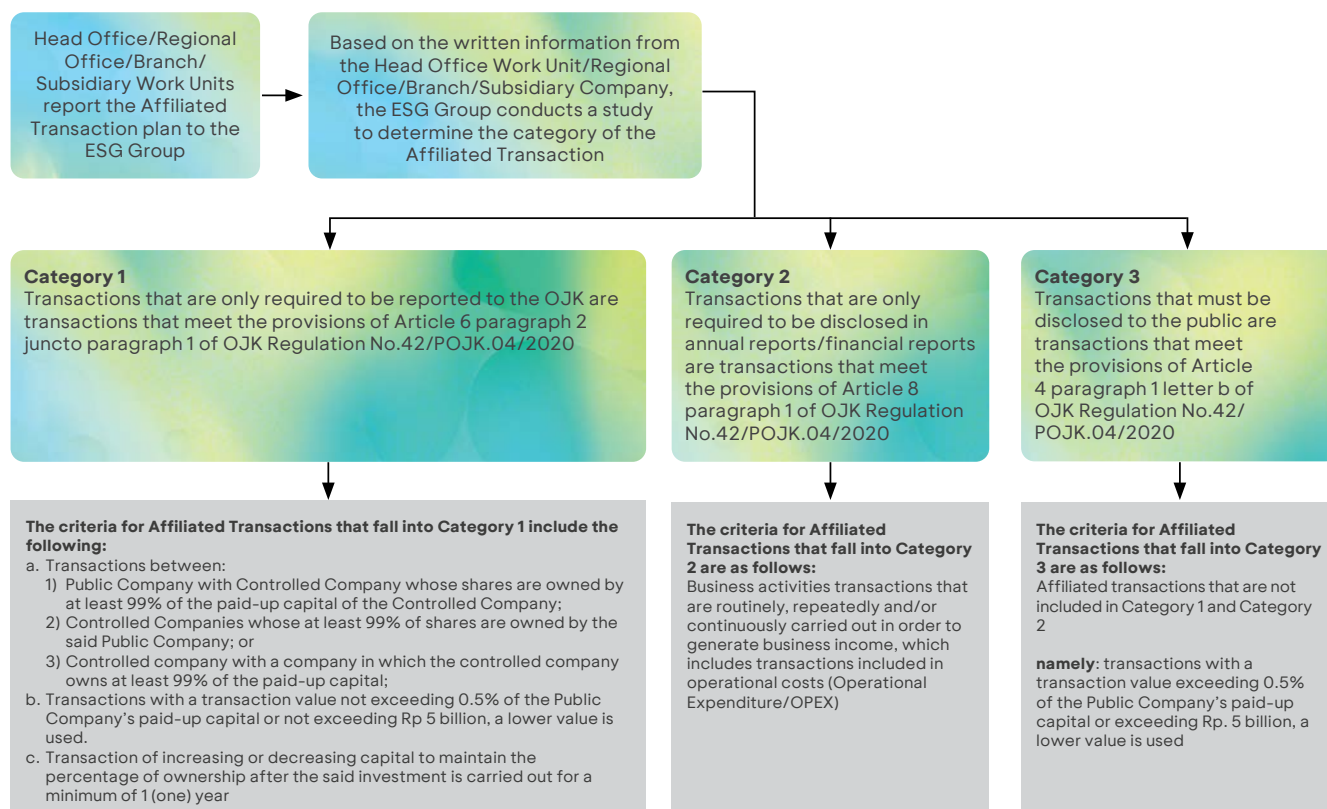 Head Office/Regional
Office/Branch/
Subsidiary Work Units
report the Affiliated
Transaction plan to the
ESG Group
Based on the written information from
the Head Office Work Unit/Regional
Office/Branch/Subsidiary Company,
the ESG Group conducts a study
to determine the category of the
Affiliated Transaction
Category 1
Transactions that are only required to be reported to the OJK are
transactions that meet the provisions of Article 6 paragraph 2
juncto paragraph 1 of OJK Regulation No.42/POJK.04/2020
Category 2
Transactions that are only
required to be disclosed in
annual reports/financial reports
are transactions that meet
the provisions of Article 8
paragraph 1 of OJK Regulation
No.42/POJK.04/2020
Category 3
Transactions that must be
disclosed to the public are
transactions that meet
the provisions of Article
4 paragraph 1 letter b of
OJK Regulation No.42/
POJK.04/2020
The criteria for Affiliated Transactions that fall into Category 1 include the
following:
a. Transactions between:
1) Public Company with Controlled Company whose shares are owned by
at least 99% of the paid-up capital of the Controlled Company;
2) Controlled Companies whose at least 99% of shares are owned by the
said Public Company; or
3) Controlled company with a company in which the controlled company
owns at least 99% of the paid-up capital;
b. Transactions with a transaction value not exceeding 0.5% of the Public
Company's paid-up capital or not exceeding Rp 5 billion, a lower value is
used.
c. Transaction of increasing or decreasing capital to maintain the
percentage of ownership after the said investment is carried out for a
minimum of 1 (one) year
The criteria for Affiliated
Transactions that fall into Category
2 are as follows:
Business activities transactions that
are routinely, repeatedly and/or
continuously carried out in order to
generate business income, which
includes transactions included in
operational costs (Operational
Expenditure/OPEX)
The criteria for Affiliated
Transactions that fall into Category
3 are as follows:
Affiliated transactions that are not
included in Category 1 and Category
2
namely: transactions with a
transaction value exceeding 0.5%
of the Public Company's paid-up
capital or exceeding Rp. 5 billion, a
lower value is used